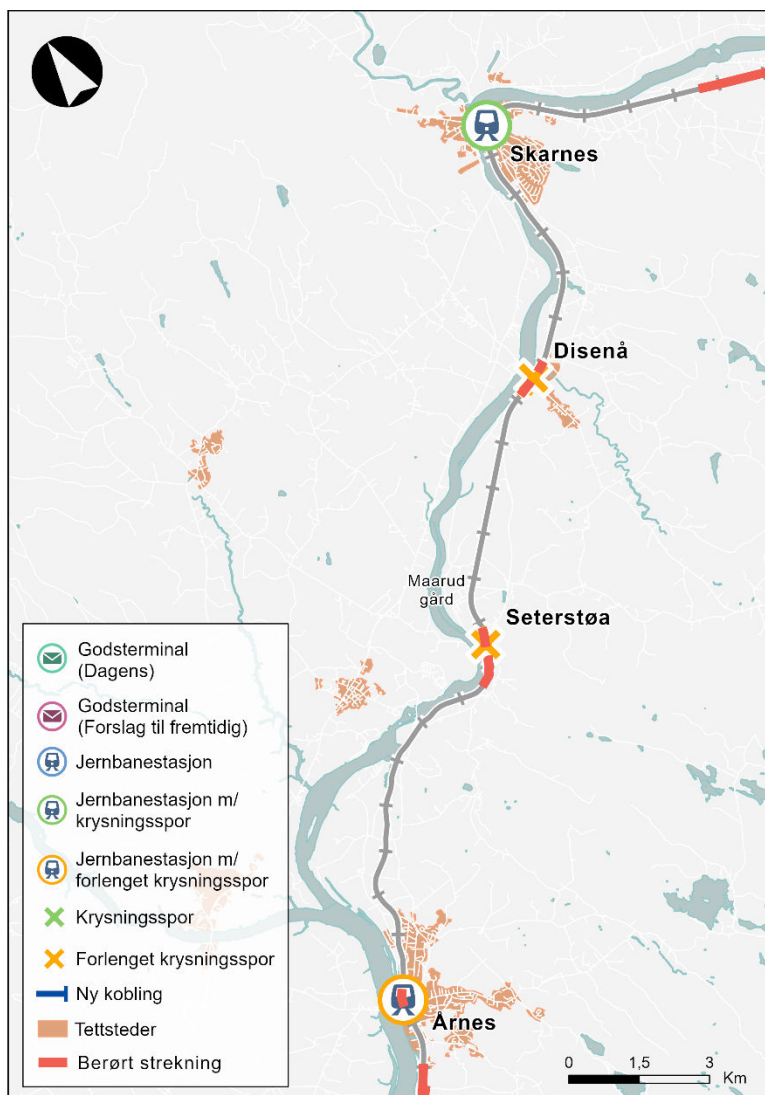 Skarnes
Disenå
Maarud
gård
Seterstøa
Godsterminal
(Dagens)
Godsterminal
(Forslag til fremtidig)
Jernbanestasjon
Jernbanestasjon m/
krysningsspor
Jernbanestasjon m/
forlenget krysningsspor
Krysningsspor
Forlenget krysningsspor
Ny kobling
Tettsteder
Berørt strekning
Årnes
0 1,5 3
Km